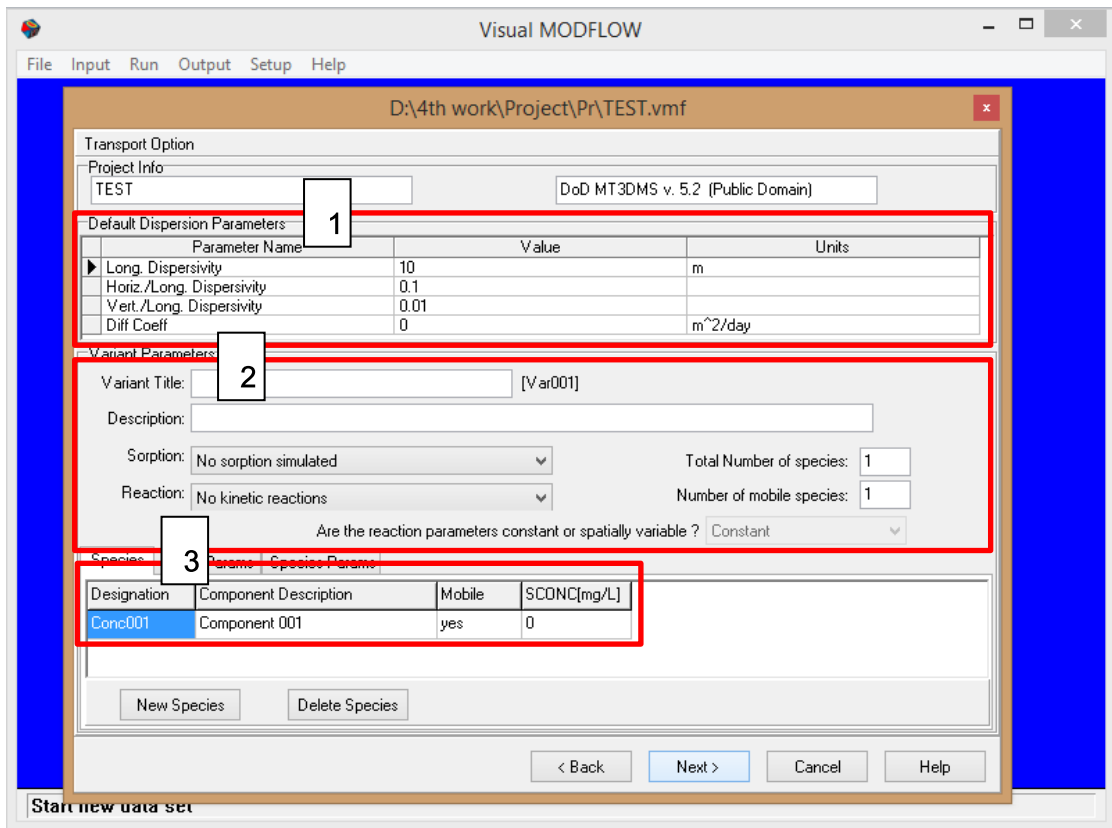 Visual MODFLOW
File Input Run Output Setup Help
D:\4th work\Project\Pr\TEST.vmf
x
Transport Option
Project Info
TEST DoD MT3DMS v. 5.2 (Public Domain)
1
Default Dispersion Parameters
Parameter Name Value Units
Long. Dispersivity 10 m
Horiz./Long. Dispersivity 0.1
Vert./Long. Dispersivity 0.01
Diff Coeff 0 m^2/day
Variant Parameters
2
Variant Title: [Var001]
Description:
Sorption: No sorption simulated Total Number of species: 1
Reaction: No kinetic reactions Number of mobile species: 1
Are the reaction parameters constant or spatially variable ? Constant
3
Species Params Species Params
Designation Component Description Mobile SCONC[mg/L]
Conc001 Component 001 yes 0
New Species Delete Species
< Back Next > Cancel Help
Start new data set